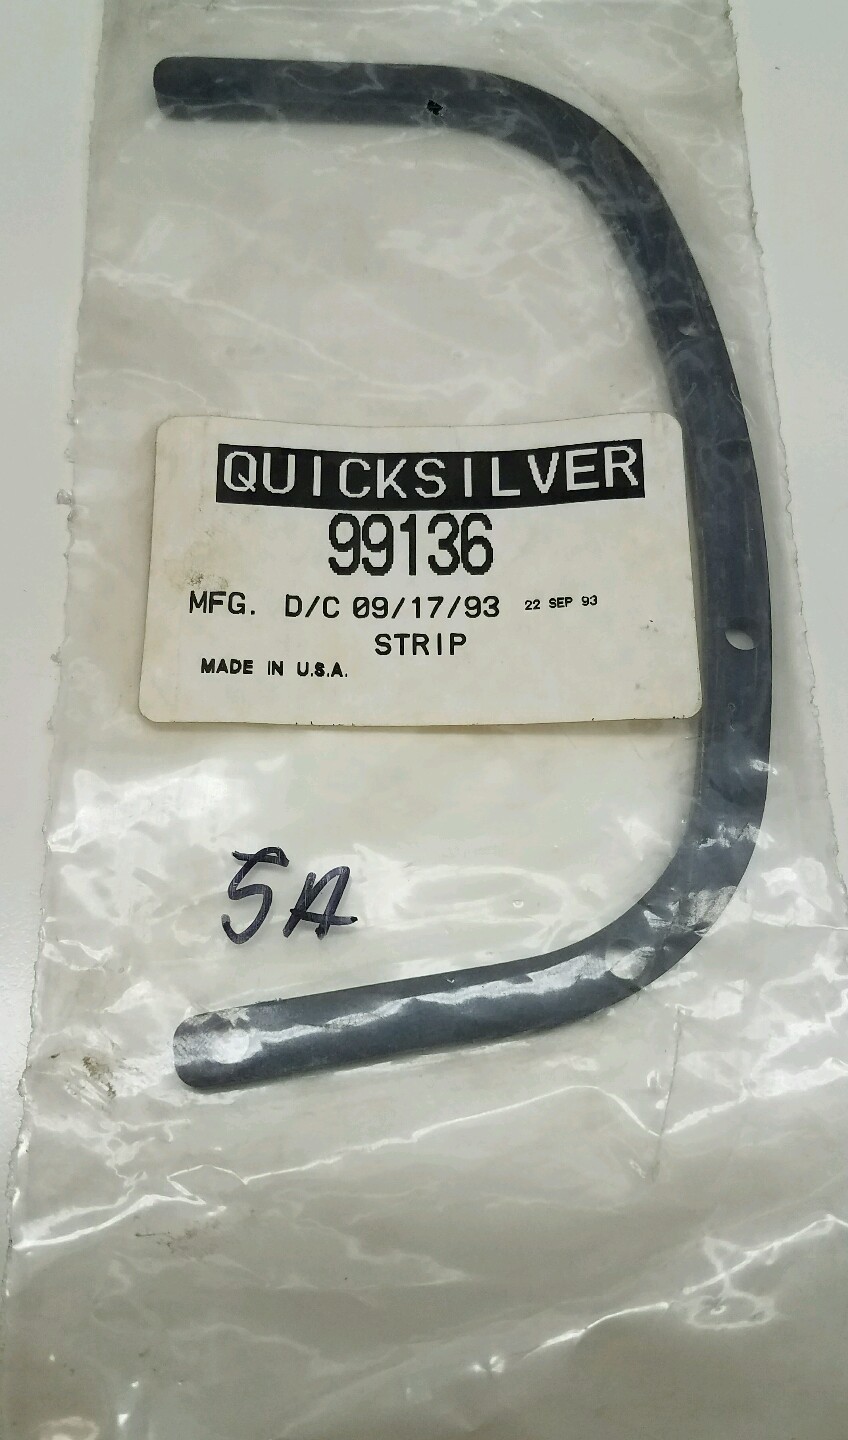 QUICKSILVER
99136
MFG. D/C 09/17/93 22 SEP 93
STRIP
MADE IN U.S.A.
5A